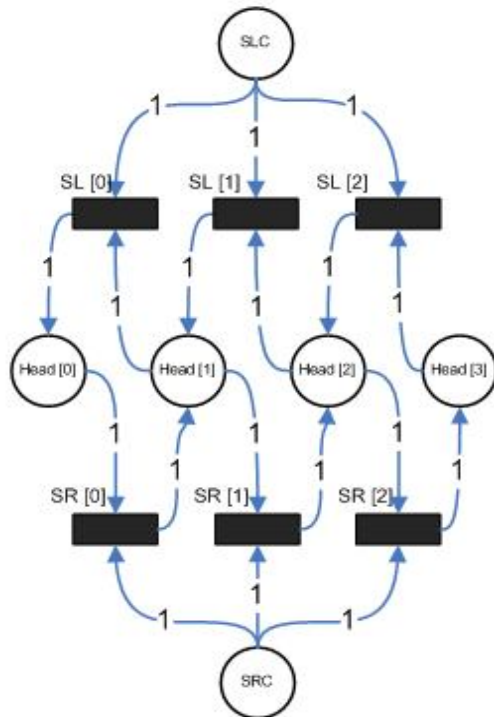 SLC
1 1 1
SL [0] SL [1] SL [2]
1 1 1 1 1 1
Head [0] Head [1] Head [2] Head [3]
1 1 1 1 1 1
SR [0] SR [1] SR [2]
1 1 1
SRC